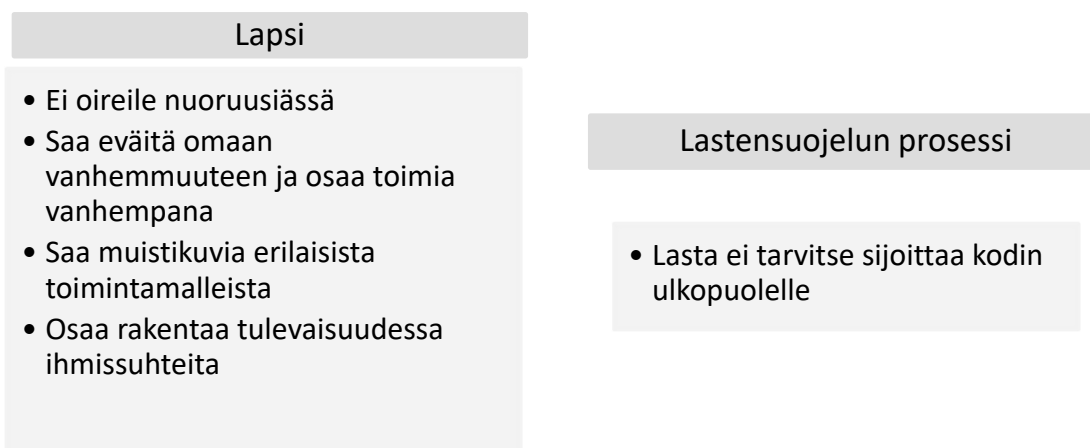 Lapsi
• Ei oireile nuoruusiässä
• Saa eväitä omaan
vanhemmuuteen ja osaa toimia
vanhempana
• Saa muistikuvia erilaisista
toimintamalleista
• Osaa rakentaa tulevaisuudessa
ihmissuhteita
Lastensuojelun prosessi
• Lasta ei tarvitse sijoittaa kodin
ulkopuolelle